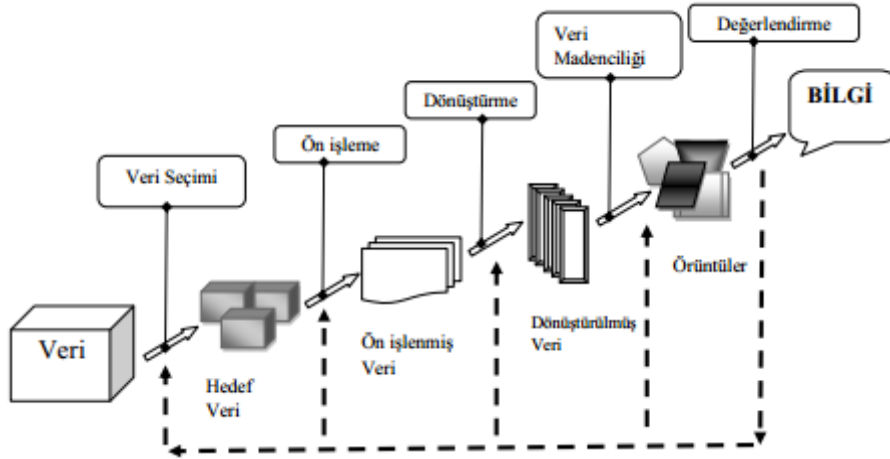 Değerlendirme
Veri
Madenciliği
BİLGİ
Dönüştürme
Ön işleme
Veri Seçimi
Örüntüler
Dönüştürülmüş
Veri
Ön işlenmiş
Veri
Veri
Hedef
Veri